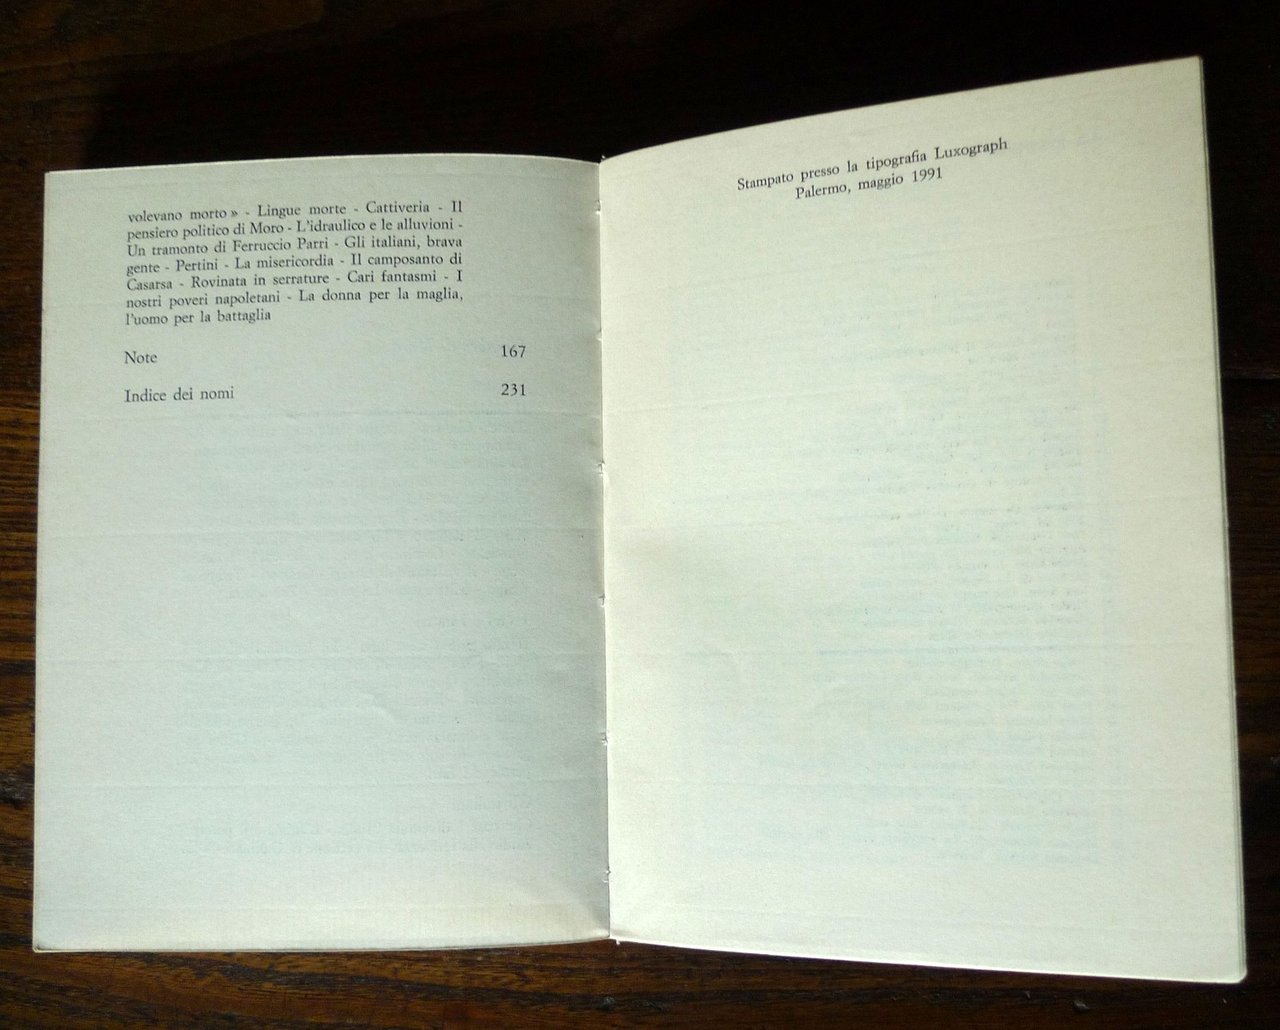 volevano morto» - Lingue morte - Cattiveria - Il
pensiero politico di Moro - L'idraulico e le alluvioni -
Un tramonto di Ferruccio Parri - Gli italiani, brava
gente - Pertini - La misericordia - Il camposanto di
Casarsa - Rovinata in serrature - Cari fantasmi - I
nostri poveri napoletani - La donna per la maglia,
l'uomo per la battaglia
Note 167
Indice dei nomi 231
Stampato presso la tipografia Luxograph
Palermo, maggio 1991